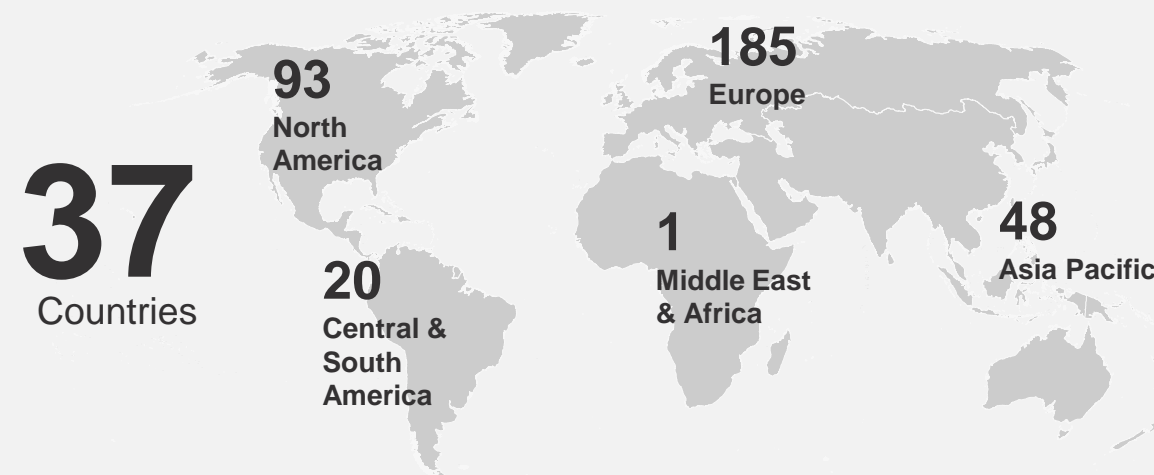 37
Countries
93
North
America
20
Central &
South
America
185
Europe
1
Middle East
& Africa
48
Asia Pacific